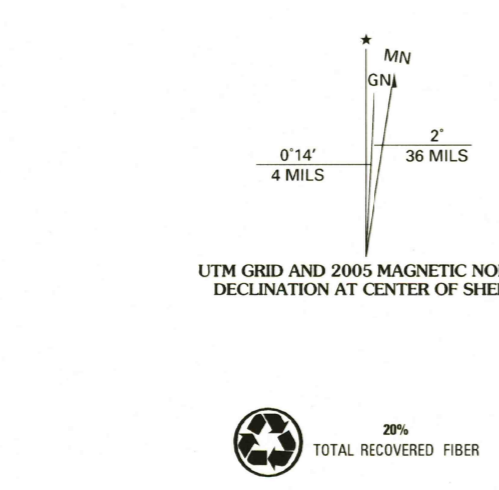 ★
MN
GN
0°14′
4 MILS
2°
36 MILS
UTM GRID AND 2005 MAGNETIC NO
DECLINATION AT CENTER OF SHE
20%
TOTAL RECOVERED FIBER